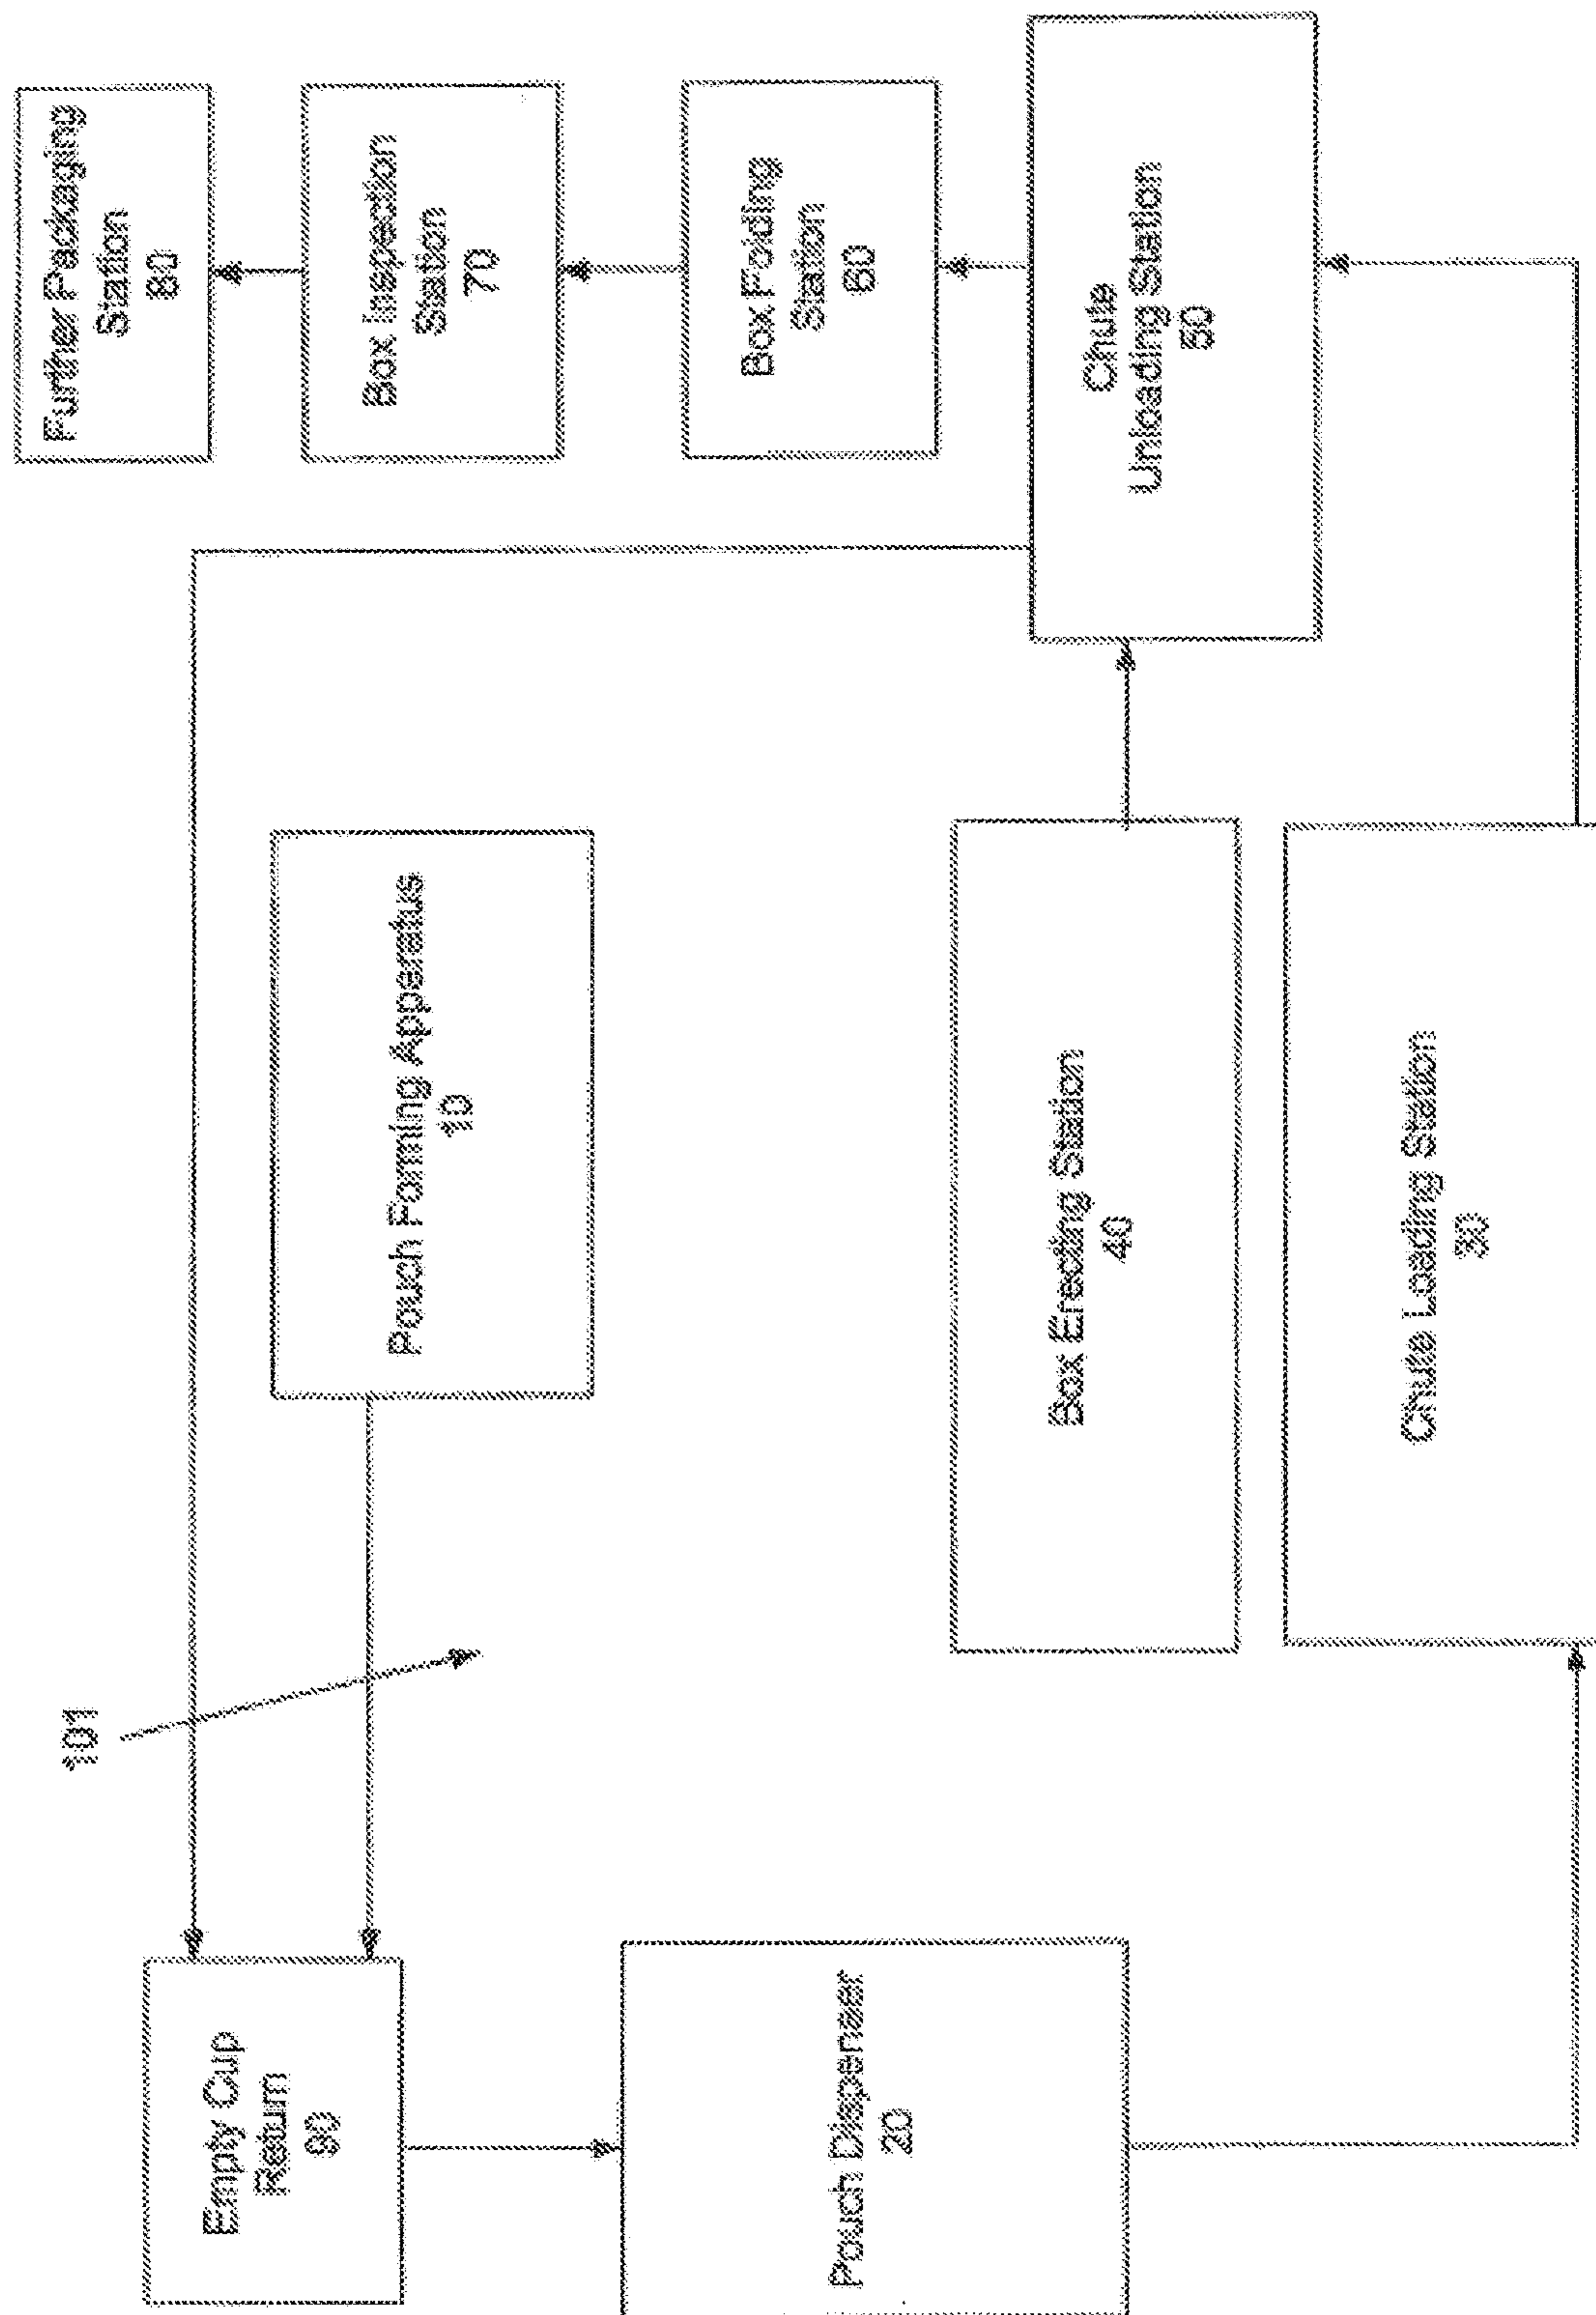 Further Packaging
Station
80
Box Inspection
Station
70
Box Folding
Station
60
Chute
Unloading Station
50
Pouch Forming Apparatus
10
Box Erecting Station
40
Chute Loading Station
30
101
Empty Cup
Return
90
Pouch Dispenser
20